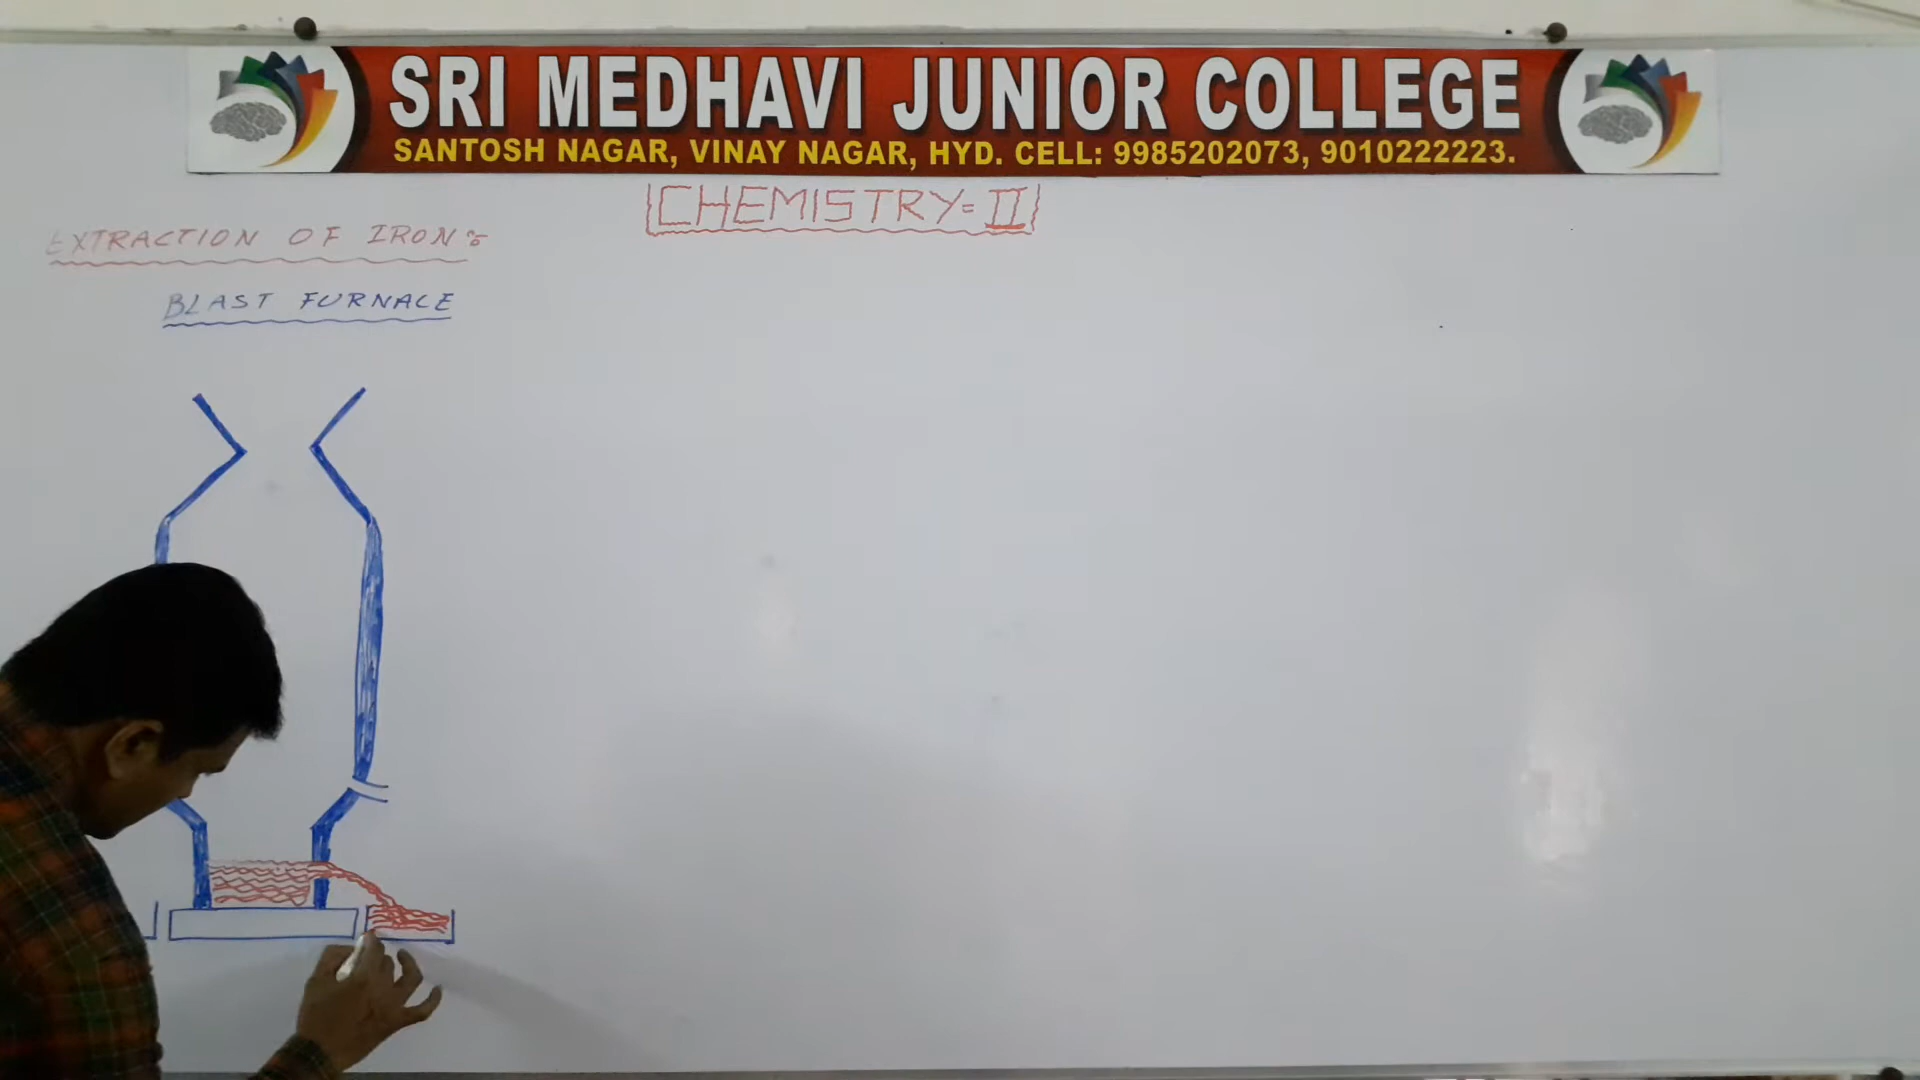 SRI MEDHAVI JUNIOR COLLEGE
SANTOSH NAGAR, VINAY NAGAR, HYD. CELL: 9985202073, 9010222223.
CHEMISTRY=II
EXTRACTION OF IRON:
BLAST FURNACE